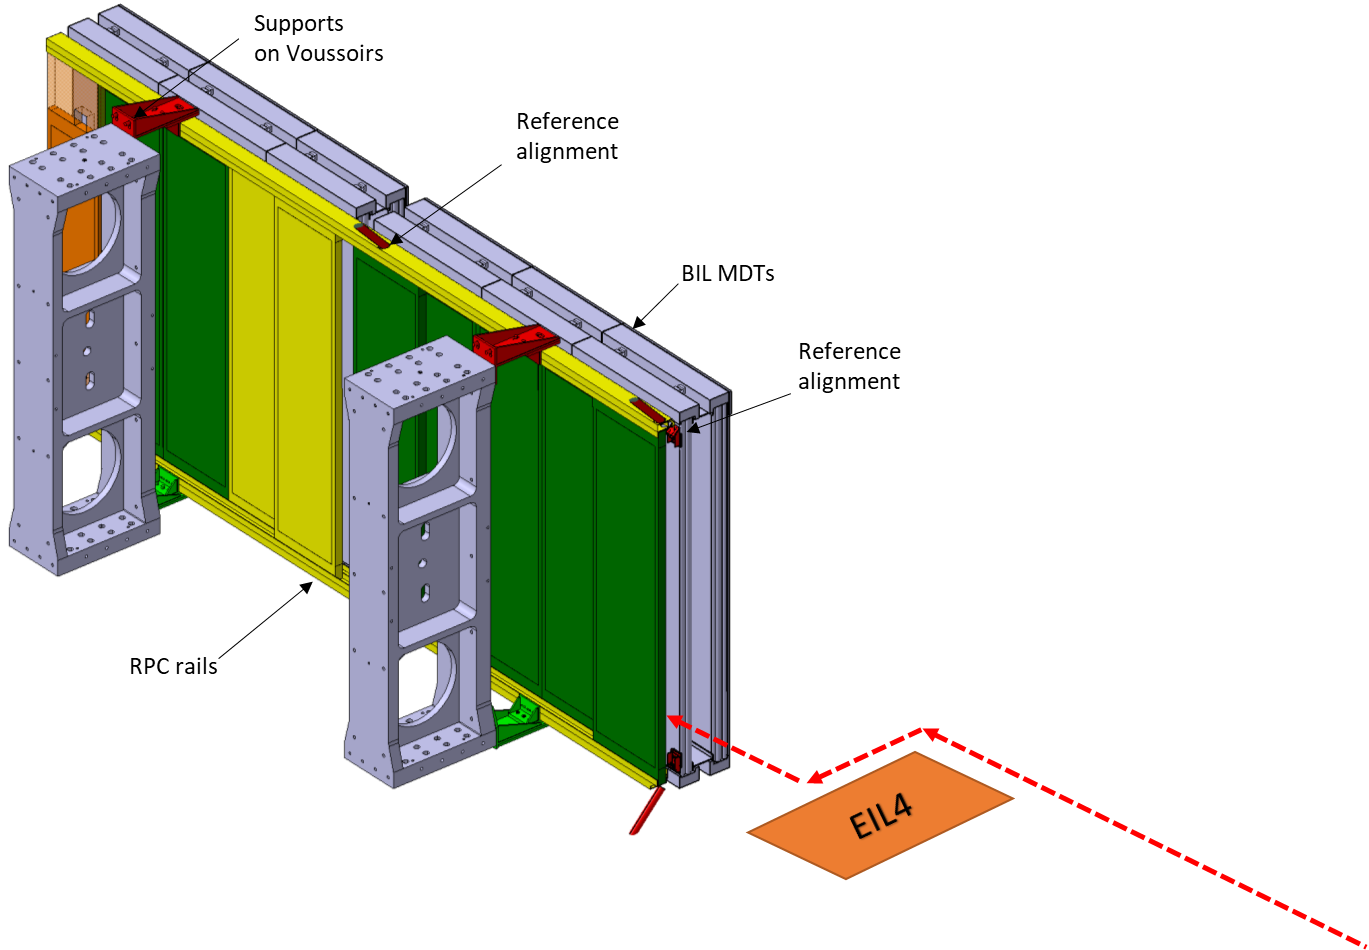 Supports
on Voussoirs
Reference
alignment
BIL MDTs
Reference
alignment
RPC rails
EIL4